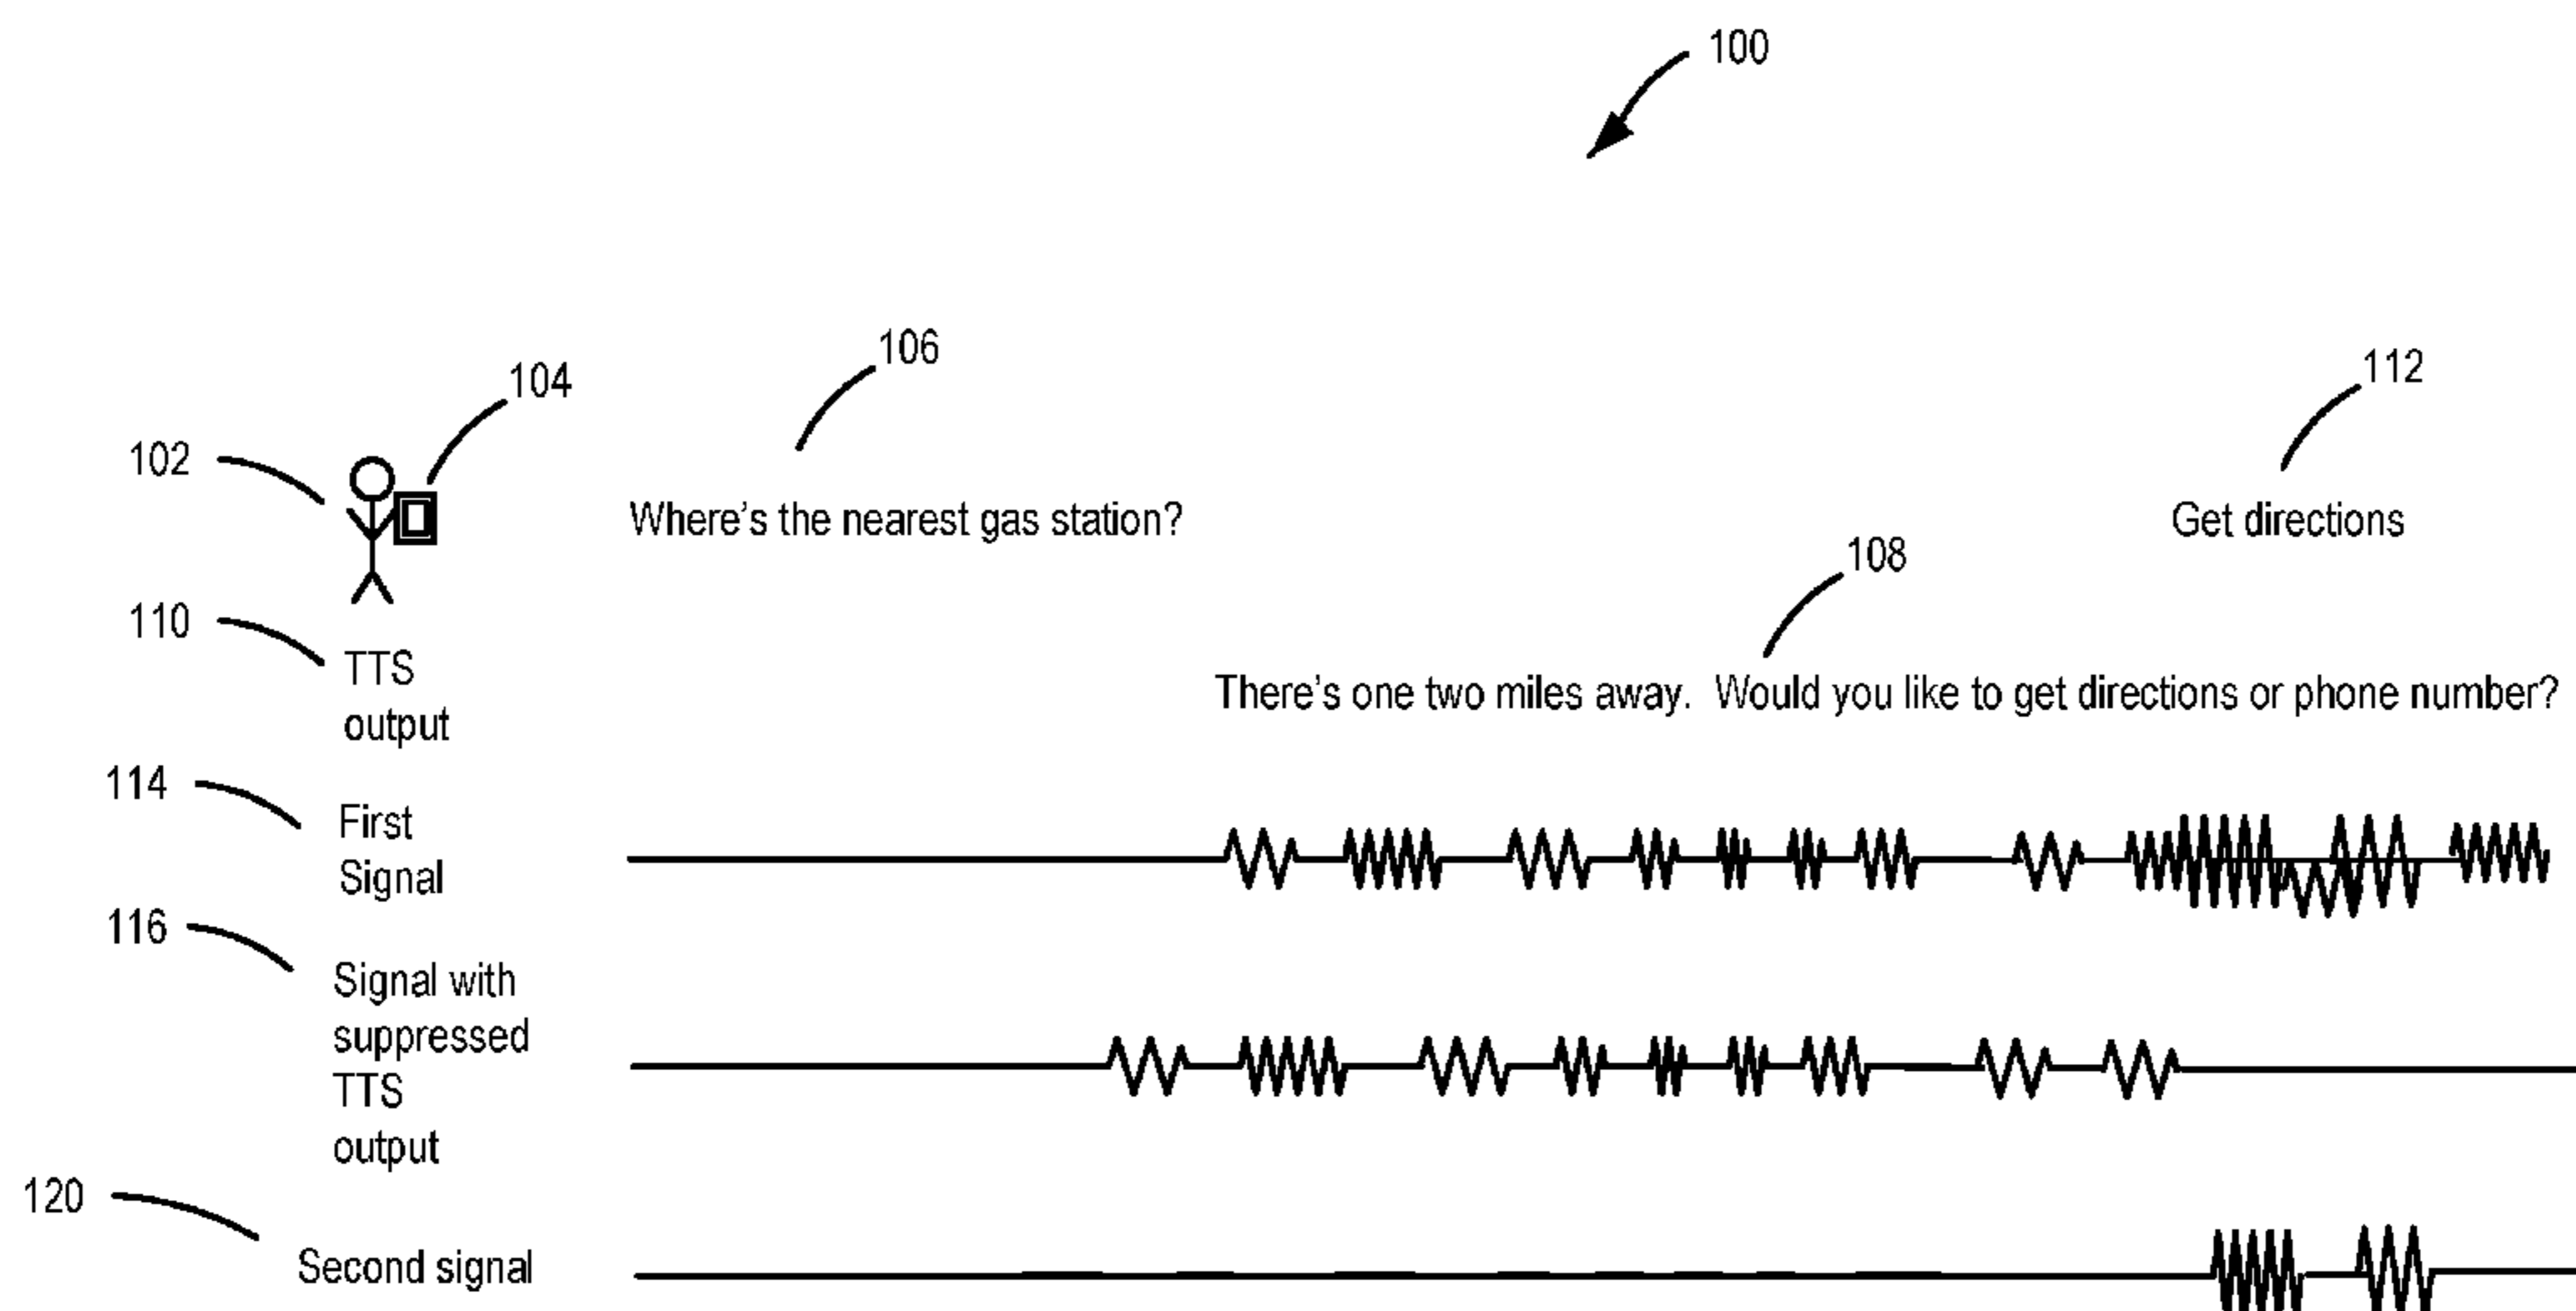 100
106
112
104
102
Where's the nearest gas station?
Get directions
108
110
TTS
output
There's one two miles away. Would you like to get directions or phone number?
114
First
Signal
116
Signal with
suppressed
TTS
output
120
Second signal